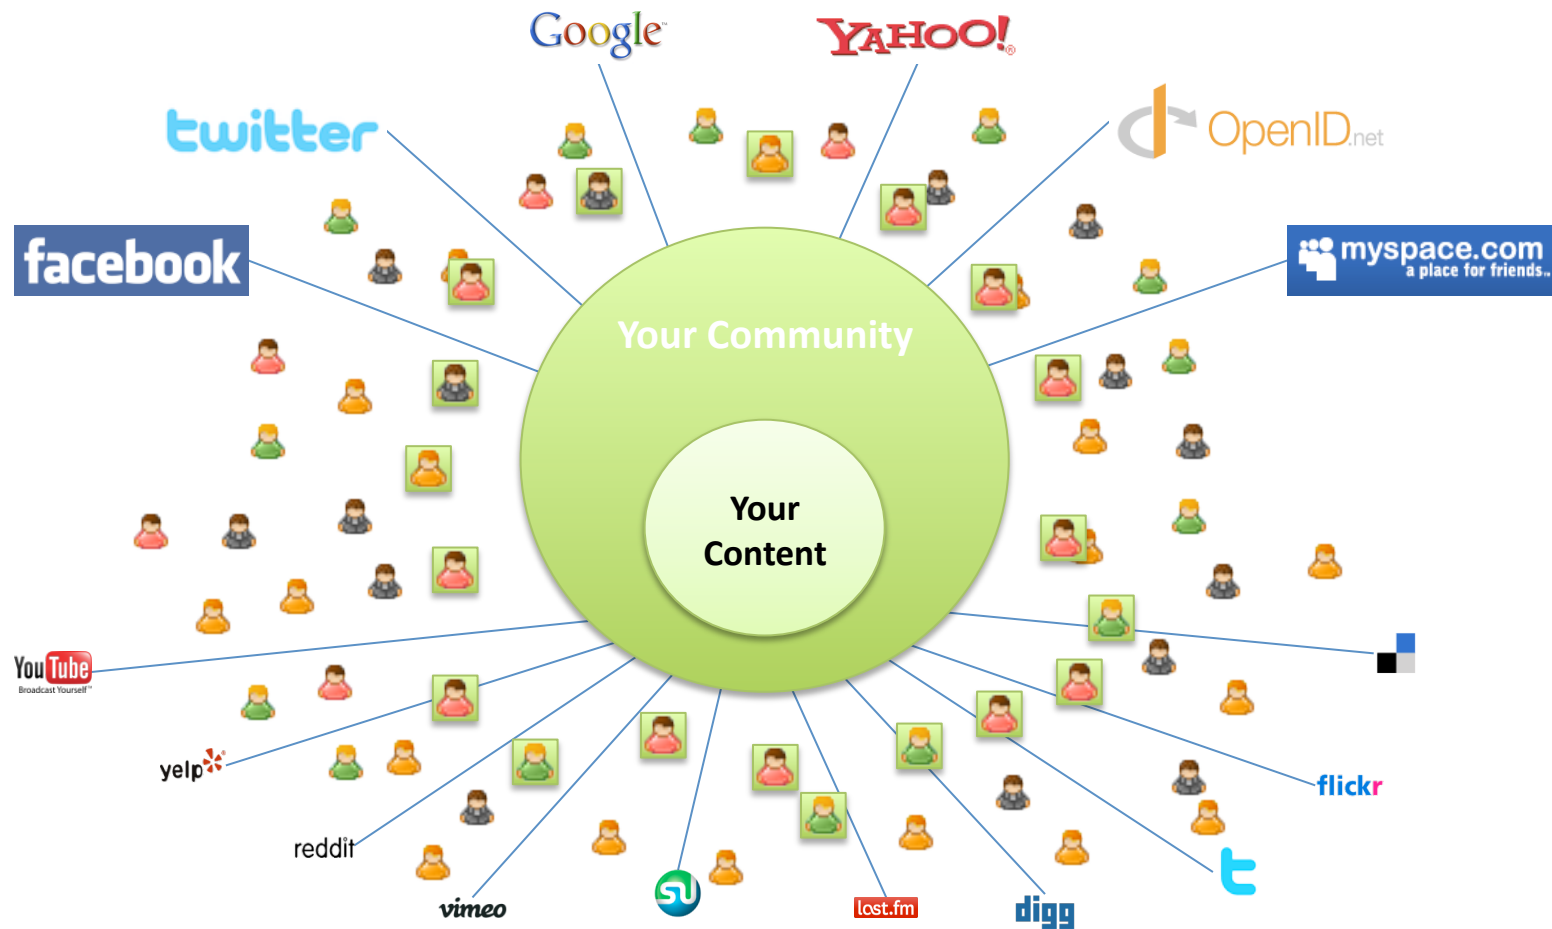 Google
YAHOO!
twitter
OpenID.net
facebook
myspace.com
a place for friends
Your Community
Your
Content
YouTube
Broadcast Yourself
yelp
reddit
flickr
t
vimeo
SU
last.fm
digg